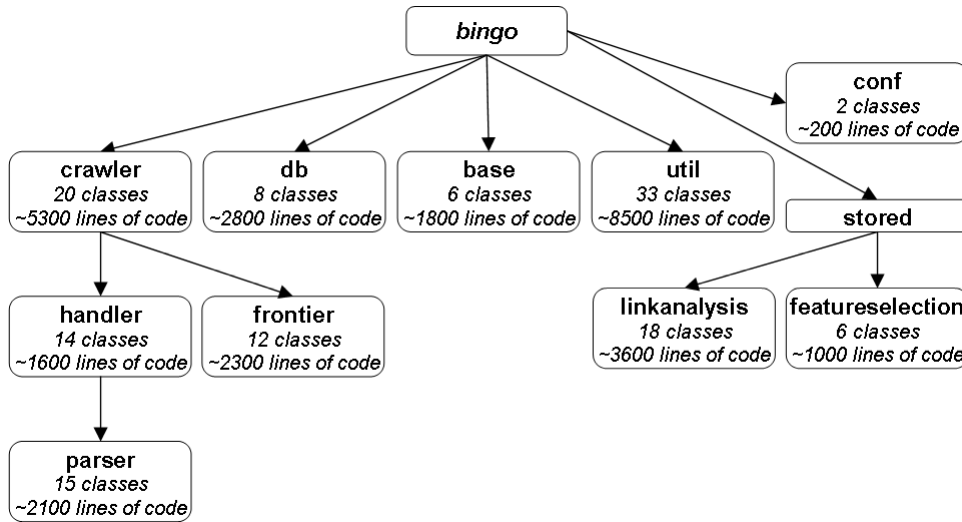 bingo
conf
2 classes
~200 lines of code
crawler
20 classes
~5300 lines of code
db
8 classes
~2800 lines of code
base
6 classes
~1800 lines of code
util
33 classes
~8500 lines of code
stored
handler
14 classes
~1600 lines of code
frontier
12 classes
~2300 lines of code
linkanalysis
18 classes
~3600 lines of code
featureselection
6 classes
~1000 lines of code
parser
15 classes
~2100 lines of code